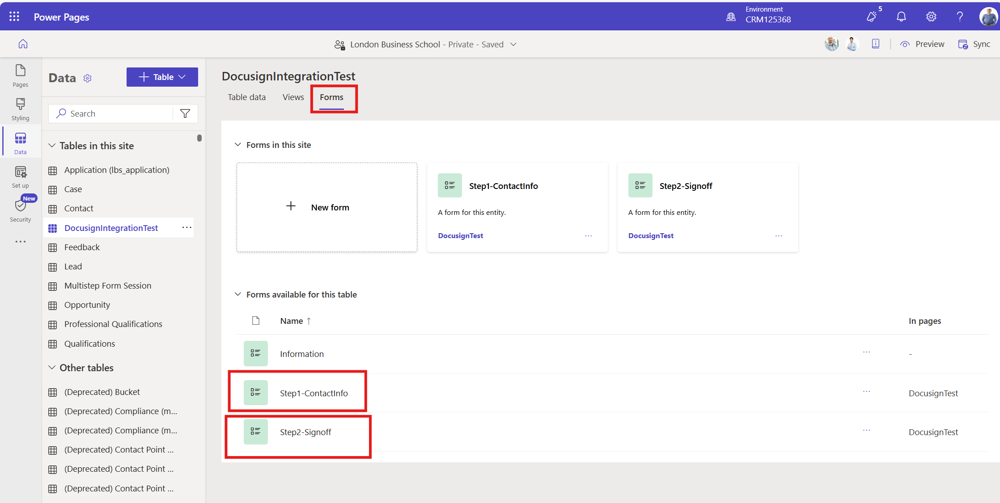 Power Pages
Environment
CRM125368
5
London Business School - Private - Saved
Preview
Sync
Pages
Styling
Data
Set up
New
Security
Data
Table
Search
Tables in this site
Application (lbs_application)
Case
Contact
DocusignIntegrationTest
Feedback
Lead
Multistep Form Session
Opportunity
Professional Qualifications
Qualifications
Other tables
(Deprecated) Bucket
(Deprecated) Compliance (m...
(Deprecated) Compliance (m...
(Deprecated) Contact Point ...
(Deprecated) Contact Point ...
(Deprecated) Contact Point ...
DocusignIntegrationTest
Table data Views Forms
Forms in this site
New form
Step1-ContactInfo
A form for this entity.
DocusignTest
Step2-Signoff
A form for this entity.
DocusignTest
Forms available for this table
Name ↑ In pages
Information -
Step1-ContactInfo DocusignTest
Step2-Signoff DocusignTest